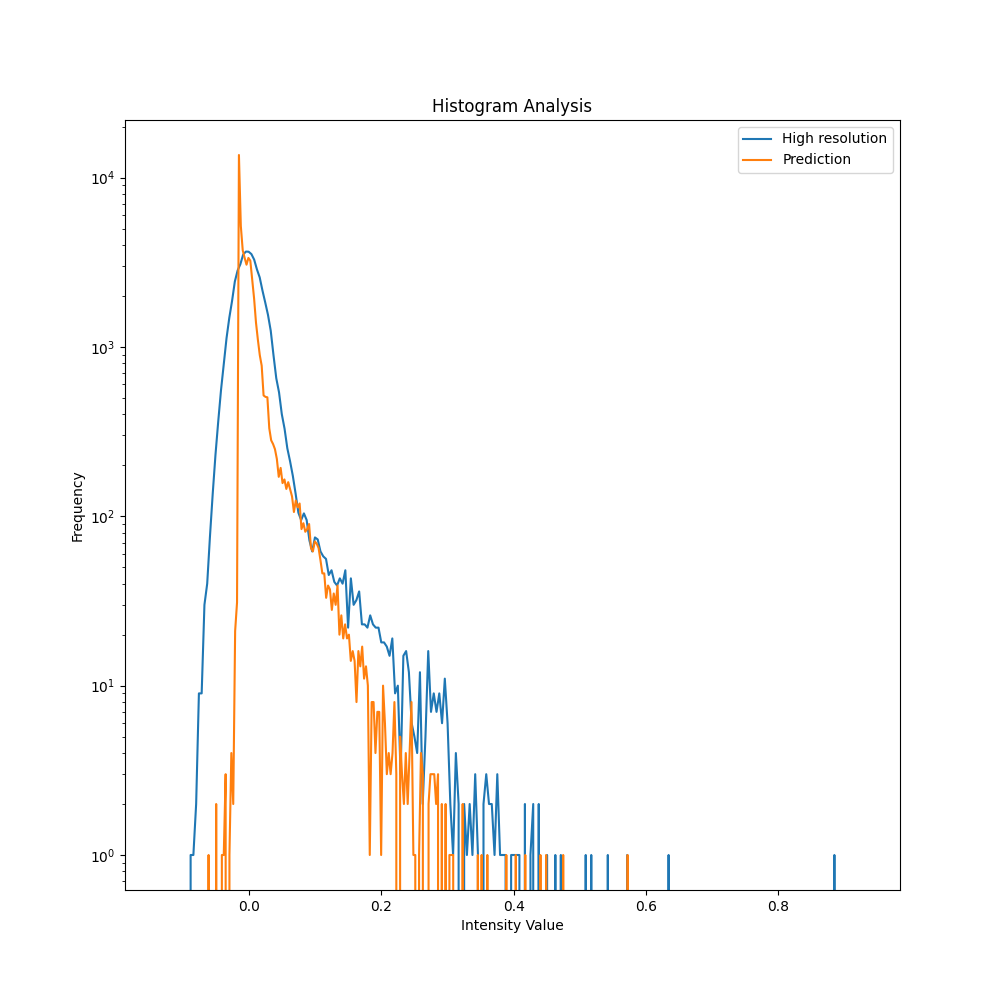 Histogram Analysis
High resolution
Prediction
Frequency
10⁴
10³
10²
10¹
10⁰
0.0 0.2 0.4 0.6 0.8
Intensity Value